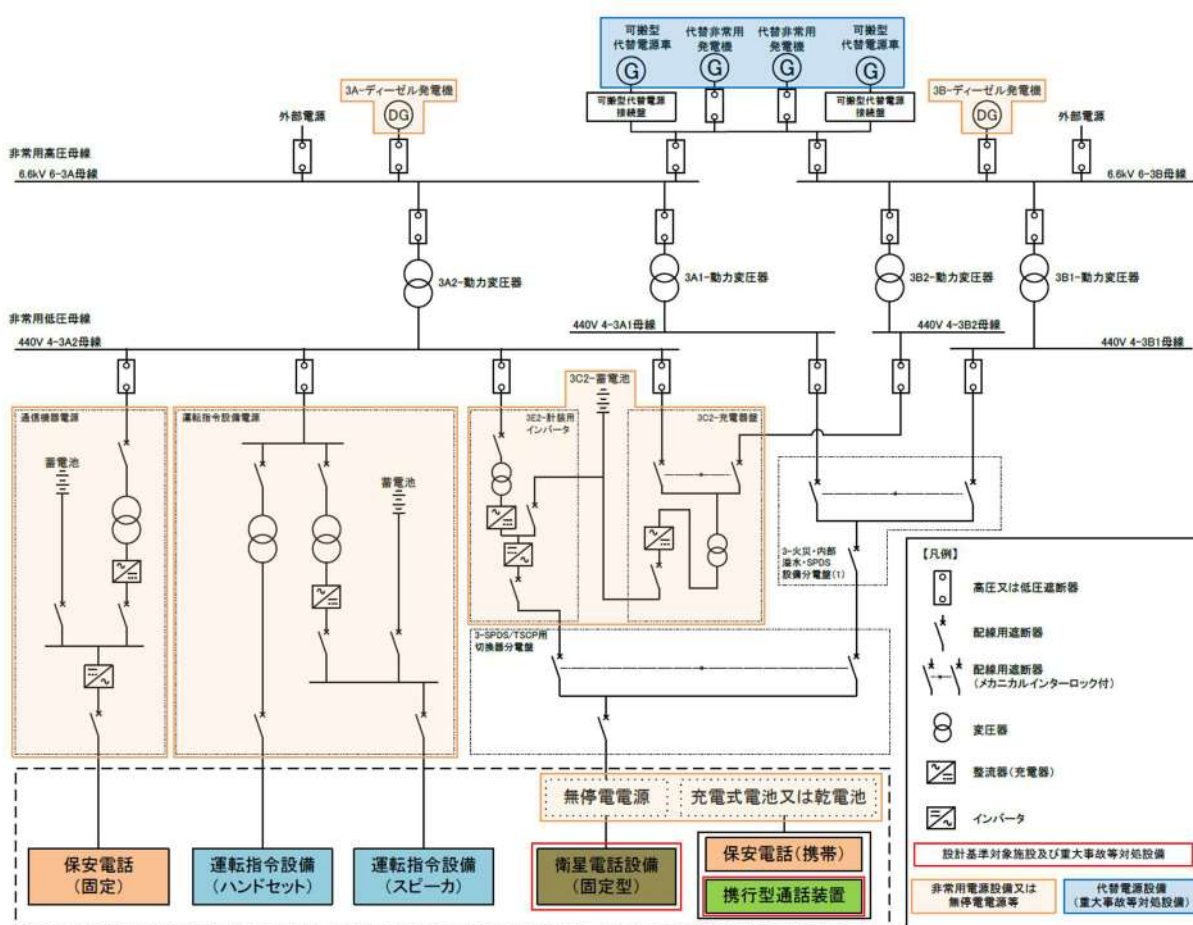 可搬型
代替電源車
代替非常用
発電機
代替非常用
発電機
可搬型
代替電源車
G
G
G
G
3A-ディーゼル発電機
DG
3B-ディーゼル発電機
DG
可搬型代替電源
接続盤
可搬型代替電源
接続盤
外部電源
外部電源
非常用高圧母線
6.6kV 6-3A母線
6.6kV 6-3B母線
3A2-動力変圧器
3A1-動力変圧器
3B2-動力変圧器
3B1-動力変圧器
非常用低圧母線
440V 4-3A1母線
440V 4-3B2母線
440V 4-3A2母線
440V 4-3B1母線
通信機器電源
運転指令設備電源
3C2-蓄電池
3E2-計装用
インバータ
3C2-充電器盤
蓄電池
蓄電池
3-火災・内部
溢水・SPDS
設備分電盤(1)
3-SPDS/TSCP用
切換器分電盤
無停電電源
充電式電池又は乾電池
保安電話
(固定)
運転指令設備
(ハンドセット)
運転指令設備
(スピーカ)
衛星電話設備
(固定型)
保安電話(携帯)
携行型通話装置
【凡例】
高圧又は低圧遮断器
配線用遮断器
配線用遮断器
(メカニカルインターロック付)
変圧器
整流器(充電器)
インバータ
設計基準対象施設及び重大事故等対処設備
非常用電源設備又は
無停電電源等
代替電源設備
(重大事故等対処設備)